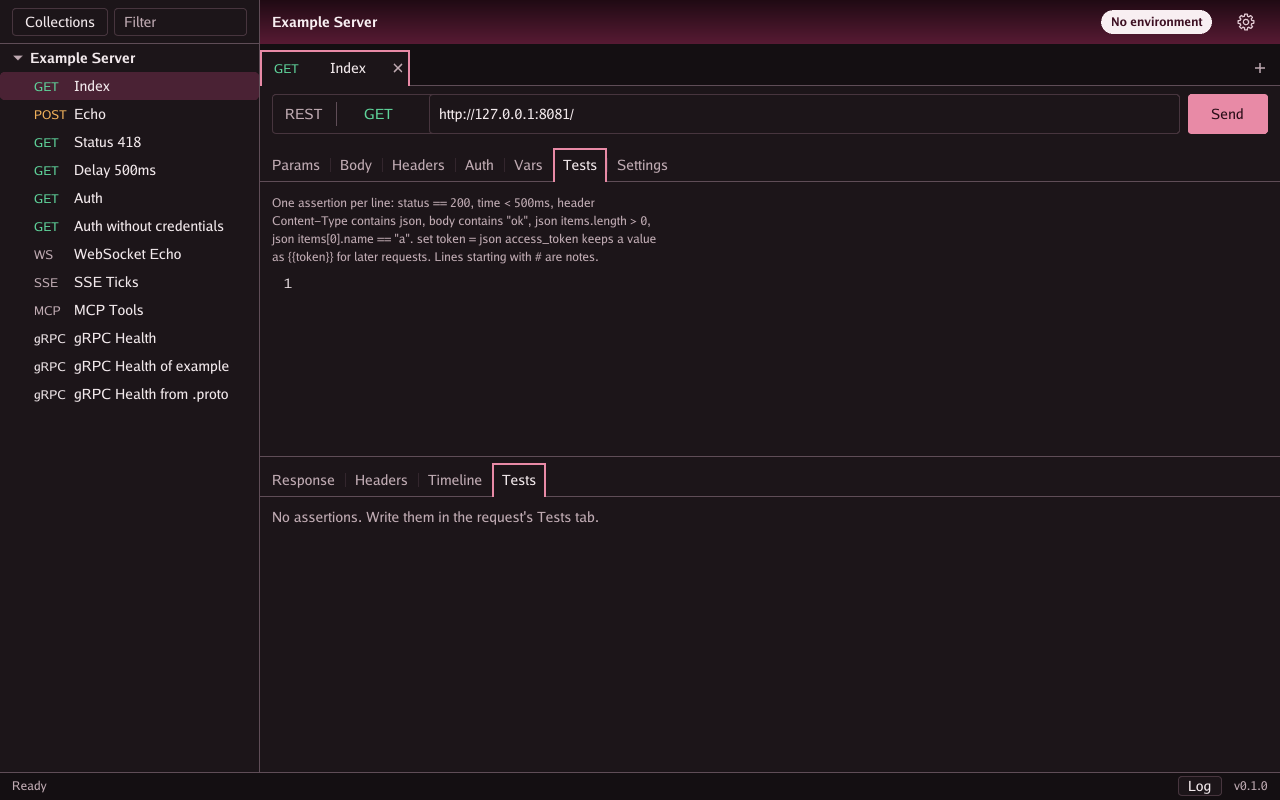 Collections
Filter
Example Server
No environment
Example Server
GET Index
POST Echo
GET Status 418
GET Delay 500ms
GET Auth
GET Auth without credentials
WS WebSocket Echo
SSE SSE Ticks
MCP MCP Tools
gRPC gRPC Health
gRPC gRPC Health of example
gRPC gRPC Health from .proto
GET Index
REST GET http://127.0.0.1:8081/ Send
Params Body Headers Auth Vars Tests Settings
One assertion per line: status == 200, time < 500ms, header
Content-Type contains json, body contains "ok", json items.length > 0,
json items[0].name == "a". set token = json access_token keeps a value
as {{token}} for later requests. Lines starting with # are notes.
1
Response Headers Timeline Tests
No assertions. Write them in the request's Tests tab.
Ready
Log v0.1.0